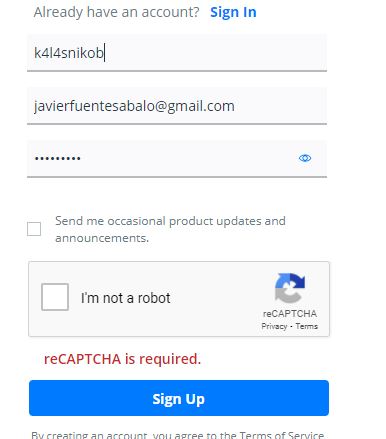 Already have an account? Sign In
k4l4snikob
javierfuentesabalo@gmail.com
•••••••••
Send me occasional product updates and
announcements.
I'm not a robot
reCAPTCHA
Privacy - Terms
reCAPTCHA is required.
Sign Up
By creating an account, you agree to the Terms of Service